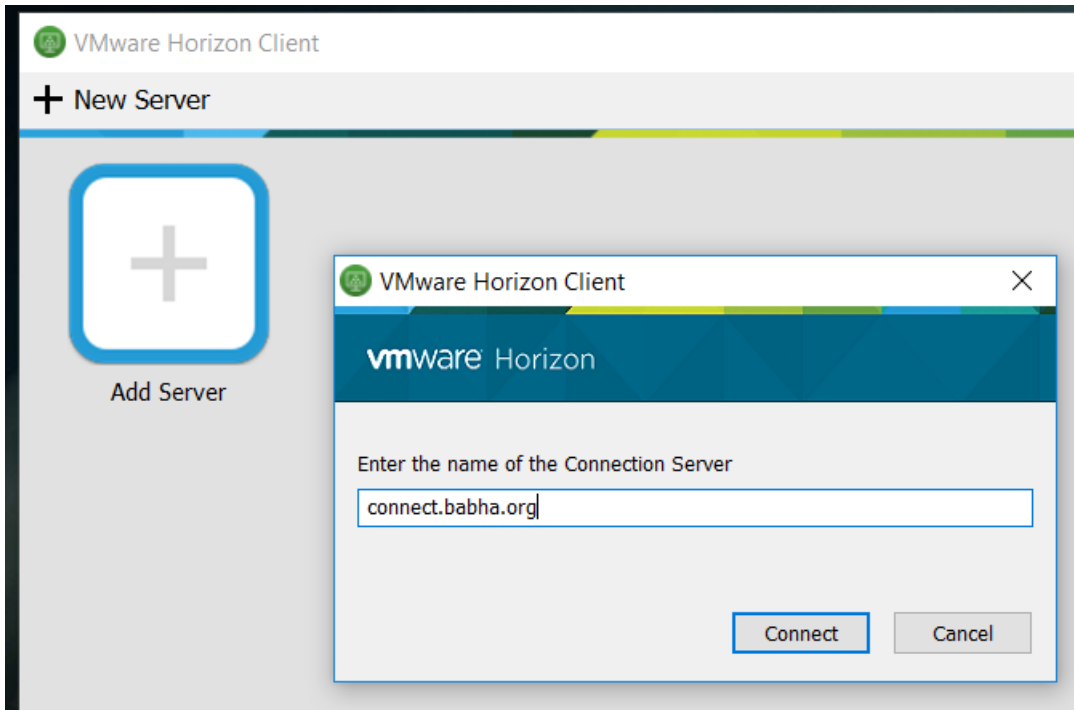 VMware Horizon Client
+ New Server
Add Server
VMware Horizon Client
vmware Horizon
Enter the name of the Connection Server
connect.babha.org
Connect Cancel